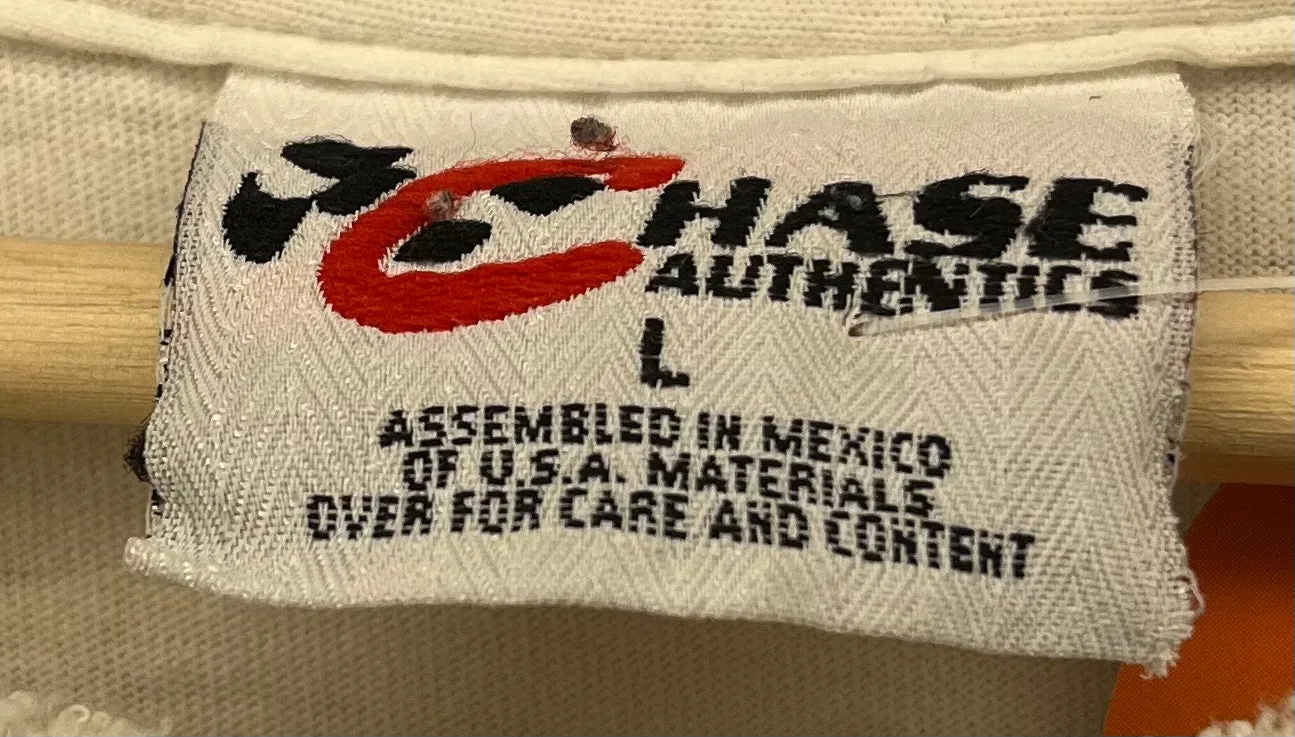 CHASE
AUTHENTICS
L
ASSEMBLED IN MEXICO
OF U.S.A. MATERIALS
OVER FOR CARE AND CONTENT